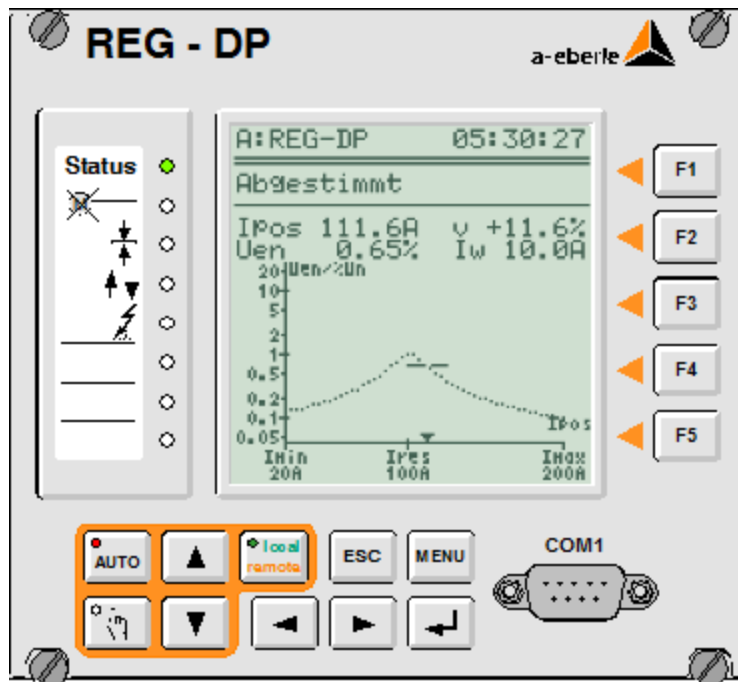 REG - DP
a-eberle
A:REG-DP 05:30:27
Abgestimmt
Ipos 111.6A v +11.6%
Uen 0.65% Iw 10.0A
20 Uen/%Un
10
5
2
1
0.5
0.2
0.1 Ipos
0.05
Imin Ires Imax
20A 100A 200A
Status
F1
F2
F3
F4
F5
AUTO
local
remote
ESC
MENU
COM1